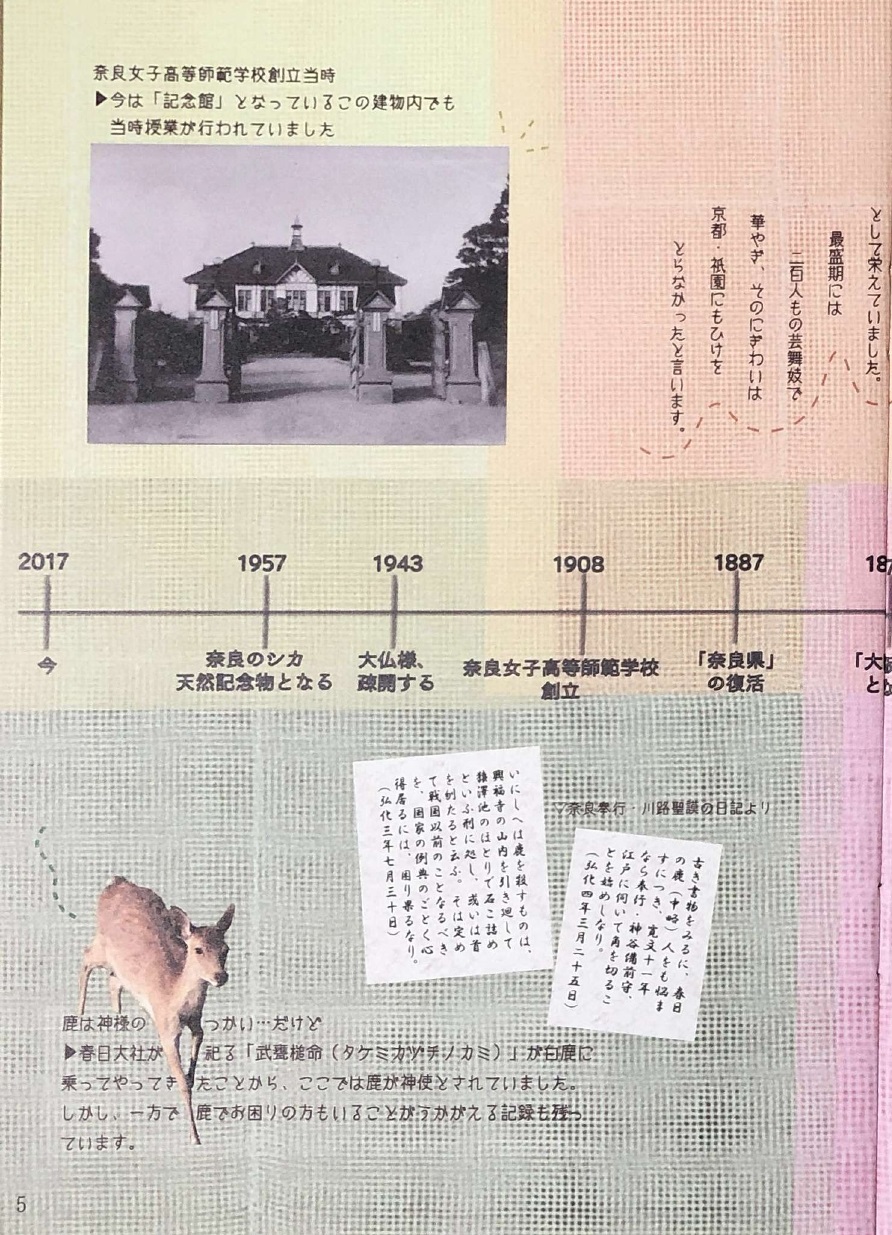 奈良女子高等師範学校創立当時
▶今は「記念館」となっているこの建物内でも
当時授業が行われていました
として栄えていました。
最盛期には
二百人もの芸舞妓で
華やぎ、そのにぎわいは
京都・祇園にもひけを
とらなかったと言います。
2017
1957
1943
1908
1887
187
今
奈良のシカ
天然記念物となる
大仏様、
疎開する
奈良女子高等師範学校
創立
「奈良県」
の復活
「大
と
▽奈良奉行・川路聖謨の日記より
古き書物をみるに、春日
の鹿(中略)人をも悩ま
すにつき、寛文十一年
なら奉行・神谷備前守、
江戸に伺いて角を切るこ
とを始めしなり。
(弘化四年三月二十五日)
いにしへは鹿を殺すものは、
興福寺の山内を引き廻して
猿澤池のほとりで石こ詰め
といふ刑に処し、或いは首
を刎たると云ふ。そは定め
て戦国以前のことなるべき
を、国家の例典のごとく心
得居るには、困り果るなり。
(弘化三年七月三十日)
鹿は神様の つかい…だけど
▶春日大社が 祀る「武甕槌命(タケミカヅチノカミ)」が白鹿に
乗ってやってき たことから、ここでは鹿が神使とされていました。
しかし、一方で 鹿でお困りの方もいることがうかがえる記録も残っ
ています。
5